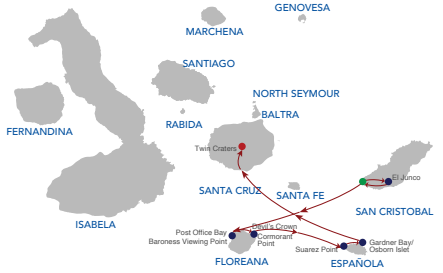 GENOVESA
MARCHENA
SANTIAGO
NORTH SEYMOUR
BALTRA
RABIDA
FERNANDINA
Twin Craters
El Junco
SANTA CRUZ
SANTA FE
SAN CRISTOBAL
ISABELA
Devil's Crown
Post Office Bay
Baroness Viewing Point
Cormorant
Point
Gardner Bay/
Osborn Islet
Suarez Point
FLOREANA
ESPAÑOLA